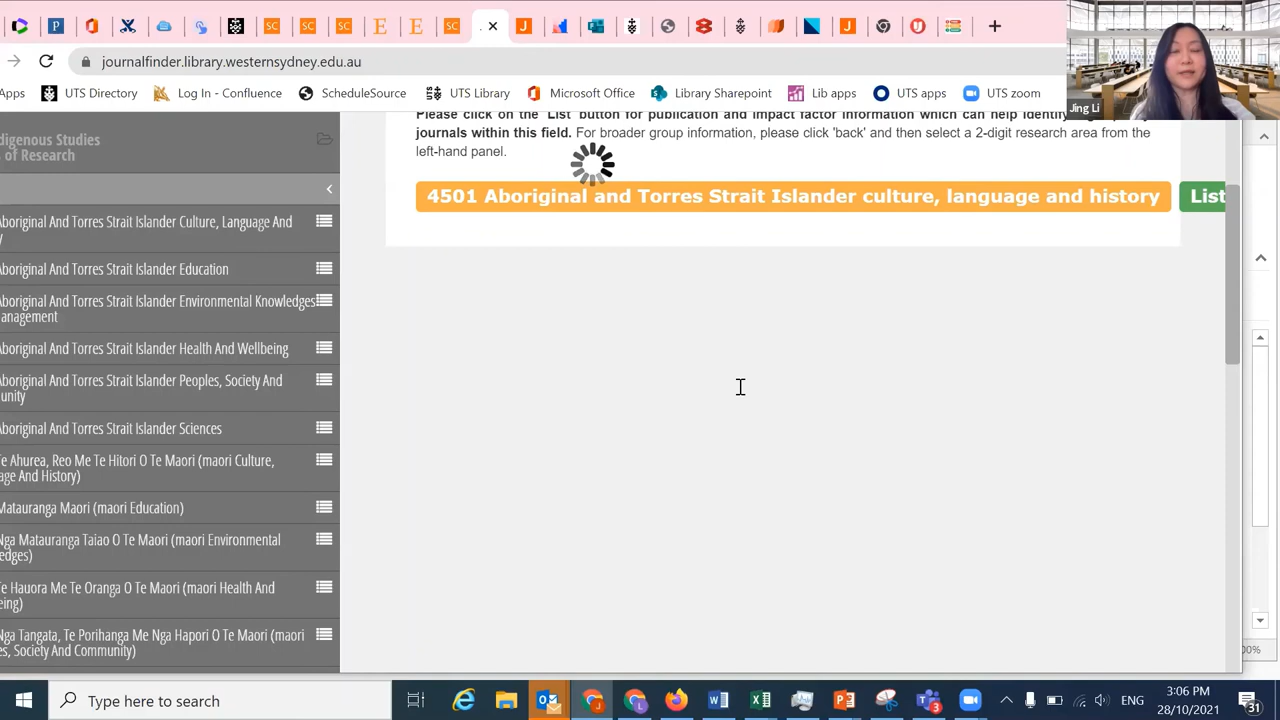 journalfinder.library.westernsydney.edu.au
Apps
UTS Directory
Log In - Confluence
ScheduleSource
UTS Library
Microsoft Office
Library Sharepoint
Lib apps
UTS apps
UTS zoom
Jing Li
digenous Studies
of Research
Please click on the 'List' button for publication and impact factor information which can help identify
journals within this field. For broader group information, please click 'back' and then select a 2-digit research area from the
left-hand panel.
4501 Aboriginal and Torres Strait Islander culture, language and history
List
Aboriginal And Torres Strait Islander Culture, Language And
y
Aboriginal And Torres Strait Islander Education
Aboriginal And Torres Strait Islander Environmental Knowledges
anagement
Aboriginal And Torres Strait Islander Health And Wellbeing
Aboriginal And Torres Strait Islander Peoples, Society And
unity
Aboriginal And Torres Strait Islander Sciences
Te Ahurea, Reo Me Te Hitori O Te Maori (maori Culture,
age And History)
Matauranga Maori (maori Education)
Nga Matauranga Taiao O Te Maori (maori Environmental
edges)
Te Hauora Me Te Oranga O Te Maori (maori Health And
eing)
Nga Tangata, Te Porihanga Me Nga Hapori O Te Maori (maori
es, Society And Community)
00%
Type here to search
ENG
3:06 PM
28/10/2021
31